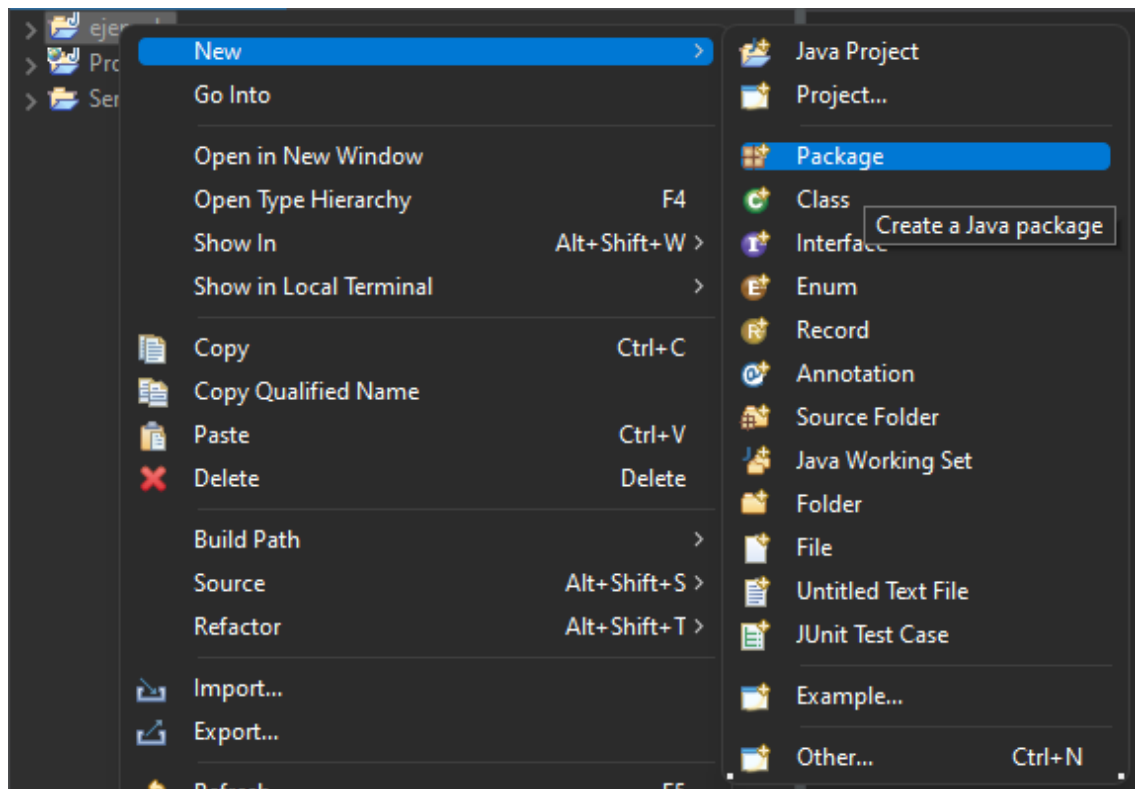 New
Go Into
Open in New Window
Open Type Hierarchy F4
Show In Alt+Shift+W >
Show in Local Terminal >
Copy Ctrl+C
Copy Qualified Name
Paste Ctrl+V
Delete Delete
Build Path >
Source Alt+Shift+S >
Refactor Alt+Shift+T >
Import...
Export...
Refresh F5
Java Project
Project...
Package
Class
Create a Java package
Interface
Enum
Record
Annotation
Source Folder
Java Working Set
Folder
File
Untitled Text File
JUnit Test Case
Example...
Other... Ctrl+N